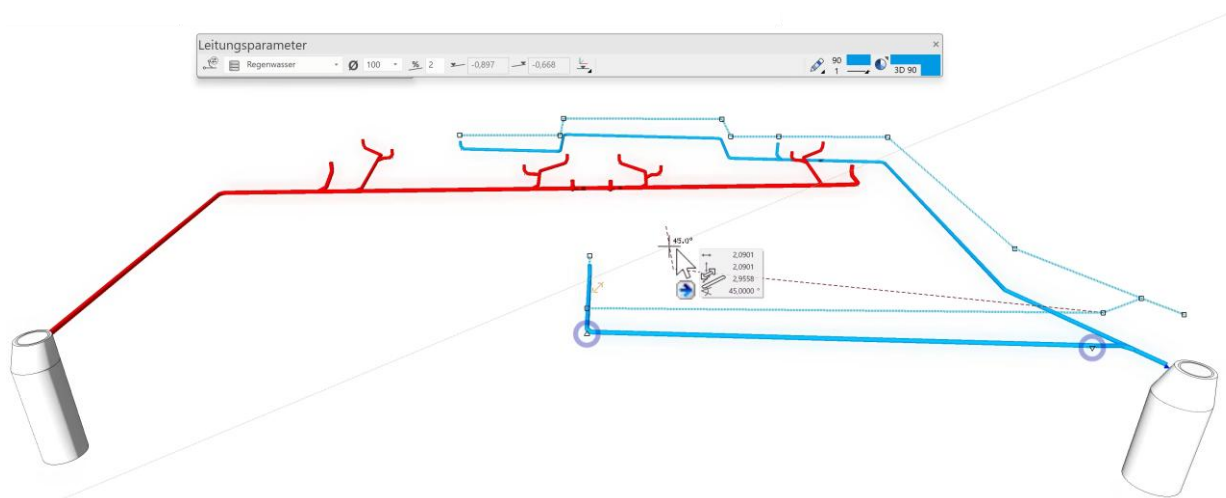 Leitungsparameter
Regenwasser Ø 100 % 2 -0,897 -0,668 90 1 3D 90
45.0°
2,0901
2,0901
2,9558
45,0000 °